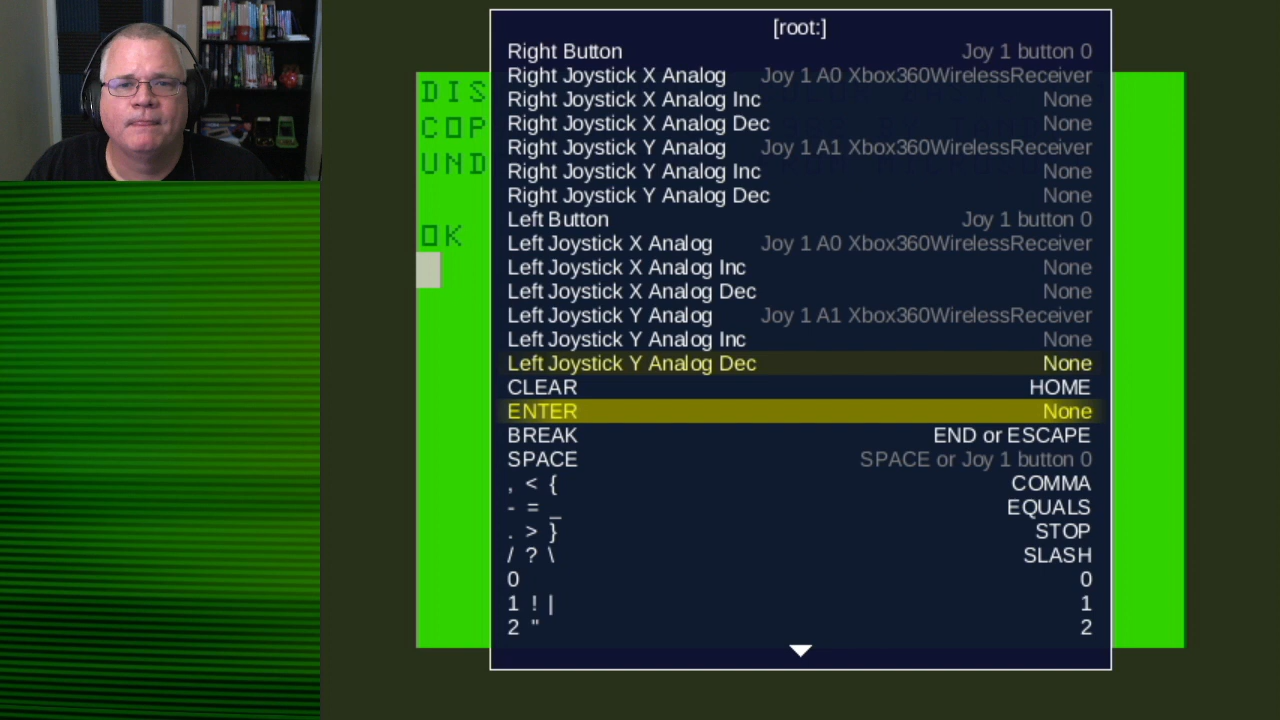 [root:]
Right Button Joy 1 button 0
Right Joystick X Analog Joy 1 A0 Xbox360WirelessReceiver
Right Joystick X Analog Inc None
Right Joystick X Analog Dec None
Right Joystick Y Analog Joy 1 A1 Xbox360WirelessReceiver
Right Joystick Y Analog Inc None
Right Joystick Y Analog Dec None
Left Button Joy 1 button 0
Left Joystick X Analog Joy 1 A0 Xbox360WirelessReceiver
Left Joystick X Analog Inc None
Left Joystick X Analog Dec None
Left Joystick Y Analog Joy 1 A1 Xbox360WirelessReceiver
Left Joystick Y Analog Inc None
Left Joystick Y Analog Dec None
CLEAR HOME
ENTER None
BREAK END or ESCAPE
SPACE SPACE or Joy 1 button 0
, < { COMMA
- = _ EQUALS
. > } STOP
/ ? \ SLASH
0 0
1 ! | 1
2 " 2
DIS
COP
UND
OK